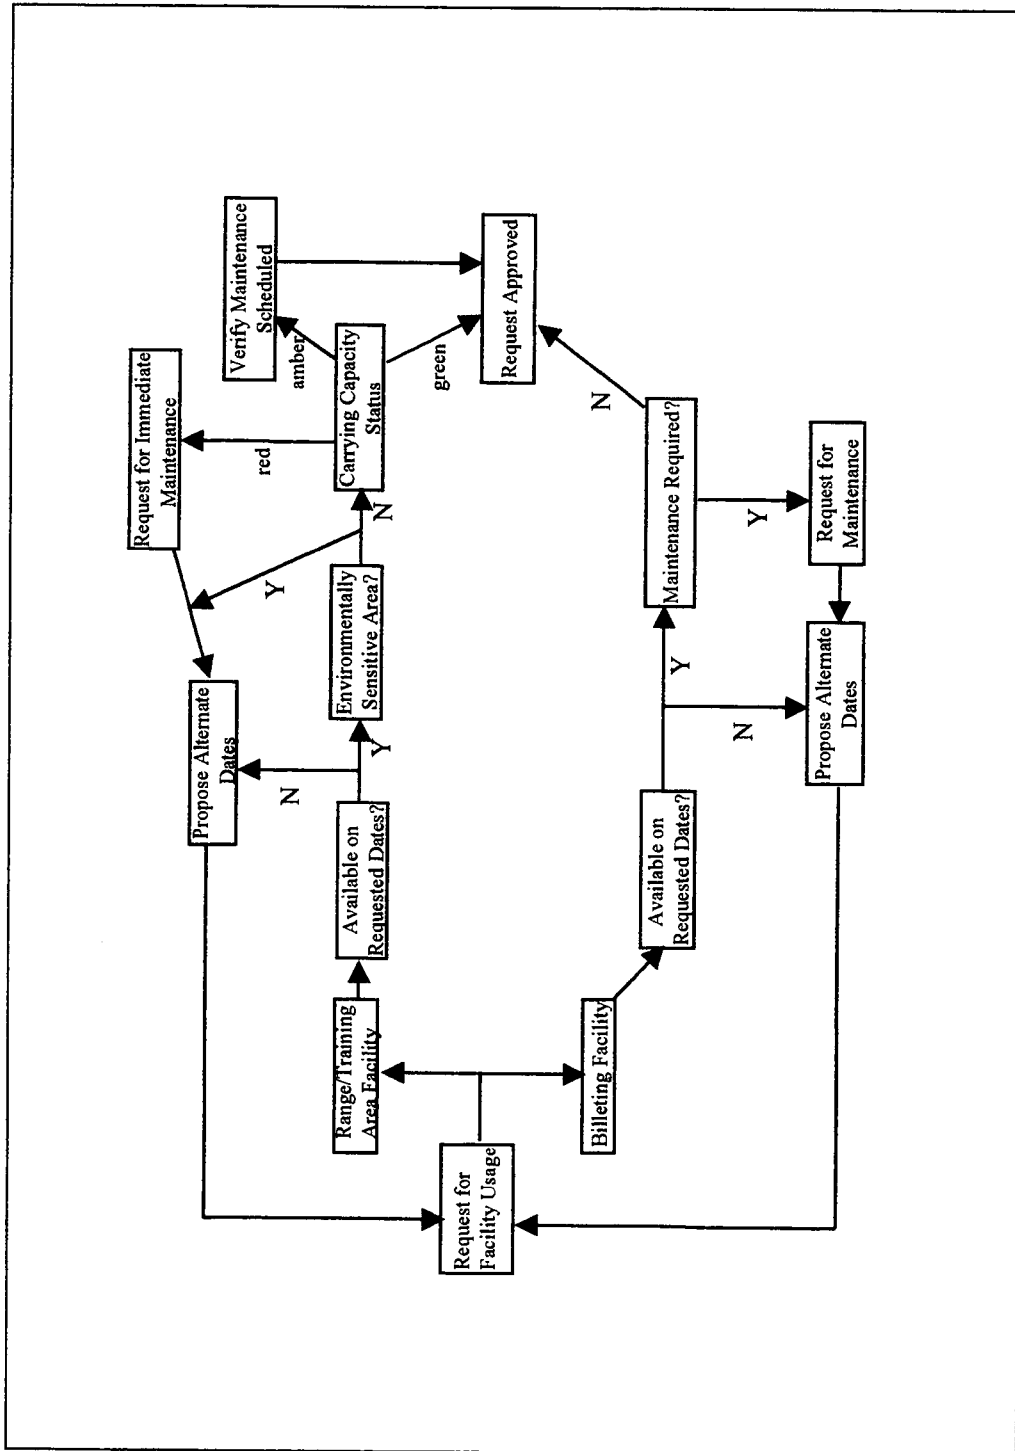 Request for
Facility Usage
Range/Training
Area Facility
Billeting Facility
Available on
Requested Dates?
Available on
Requested Dates?
N
Y
Propose Alternate
Dates
Environmentally
Sensitive Area?
Y
N
Request for Immediate
Maintenance
red
Carrying Capacity
Status
amber
green
Verify Maintenance
Scheduled
Request Approved
Y
N
Propose Alternate
Dates
Maintenance Required?
N
Y
Request for
Maintenance